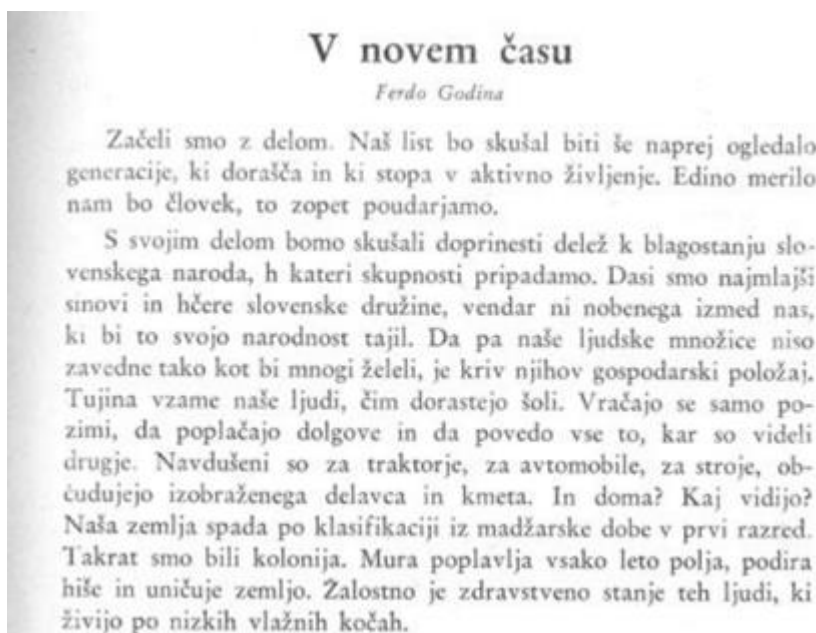 V novem času
Ferdo Godina
Začeli smo z delom. Naš list bo skušal biti še naprej ogledalo
generacije, ki dorašča in ki stopa v aktivno življenje. Edino merilo
nam bo človek, to zopet poudarjamo.
S svojim delom bomo skušali doprinesti delež k blagostanju slo-
venskega naroda, h kateri skupnosti pripadamo. Dasi smo najmlajši
sinovi in hčere slovenske družine, vendar ni nobenega izmed nas,
ki bi to svojo narodnost tajil. Da pa naše ljudske množice niso
zavedne tako kot bi mnogi želeli, je kriv njihov gospodarski položaj.
Tujina vzame naše ljudi, čim dorastejo šoli. Vračajo se samo po-
zimi, da poplačajo dolgove in da povedo vse to, kar so videli
drugje. Navdušeni so za traktorje, za avtomobile, za stroje, ob-
čudujejo izobraženega delavca in kmeta. In doma? Kaj vidijo?
Naša zemlja spada po klasifikaciji iz madžarske dobe v prvi razred.
Takrat smo bili kolonija. Mura poplavlja vsako leto polja, podira
hiše in uničuje zemljo. Žalostno je zdravstveno stanje teh ljudi, ki
živijo po nizkih vlažnih kočah.